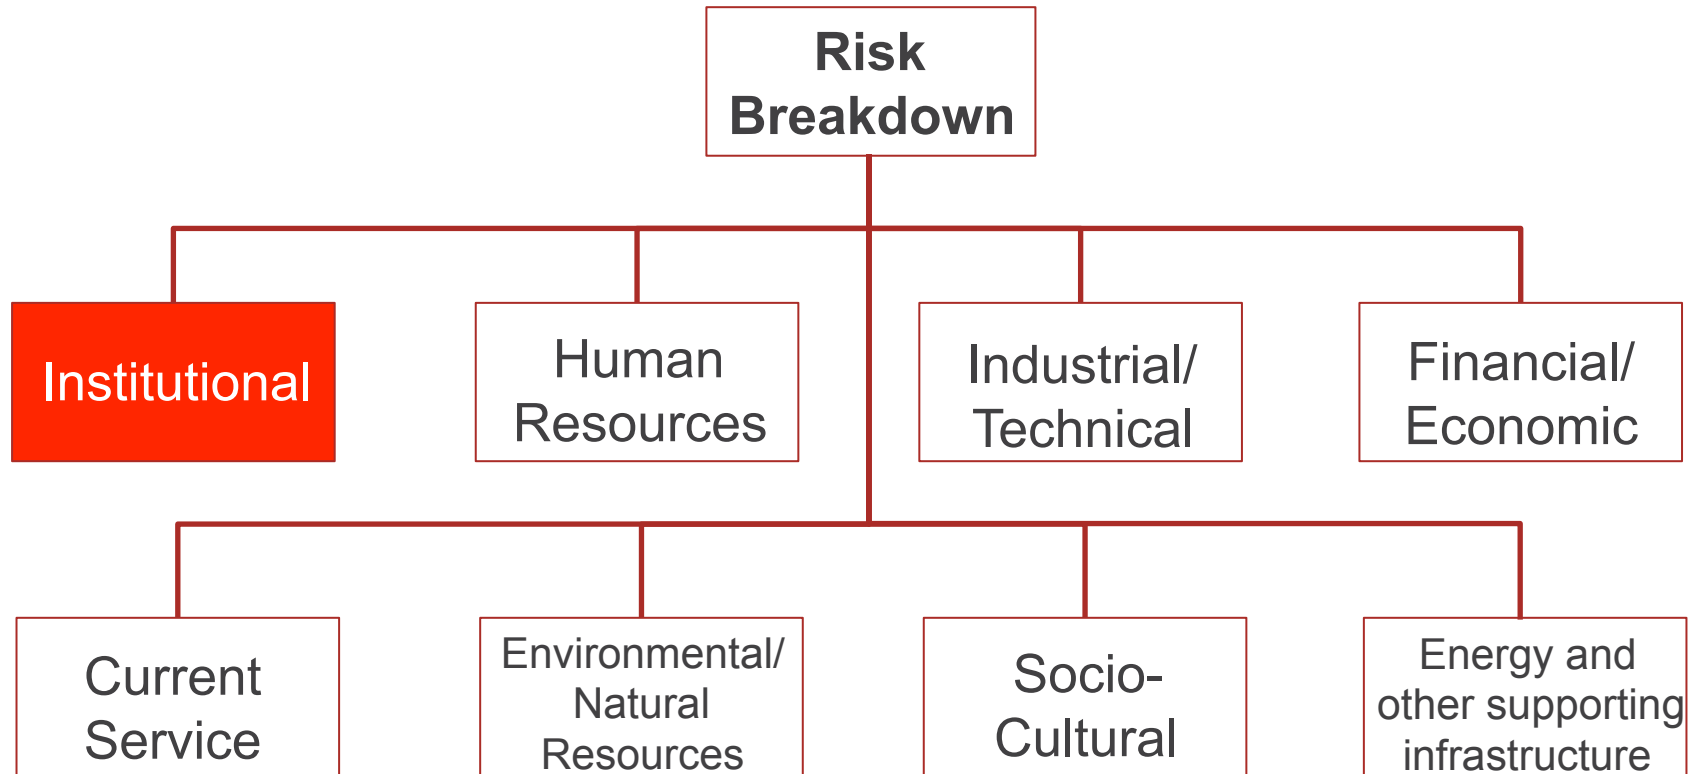 Risk
Breakdown
Institutional
Human
Resources
Industrial/
Technical
Financial/
Economic
Current
Service
Environmental/
Natural
Resources
Socio-
Cultural
Energy and
other supporting
infrastructure